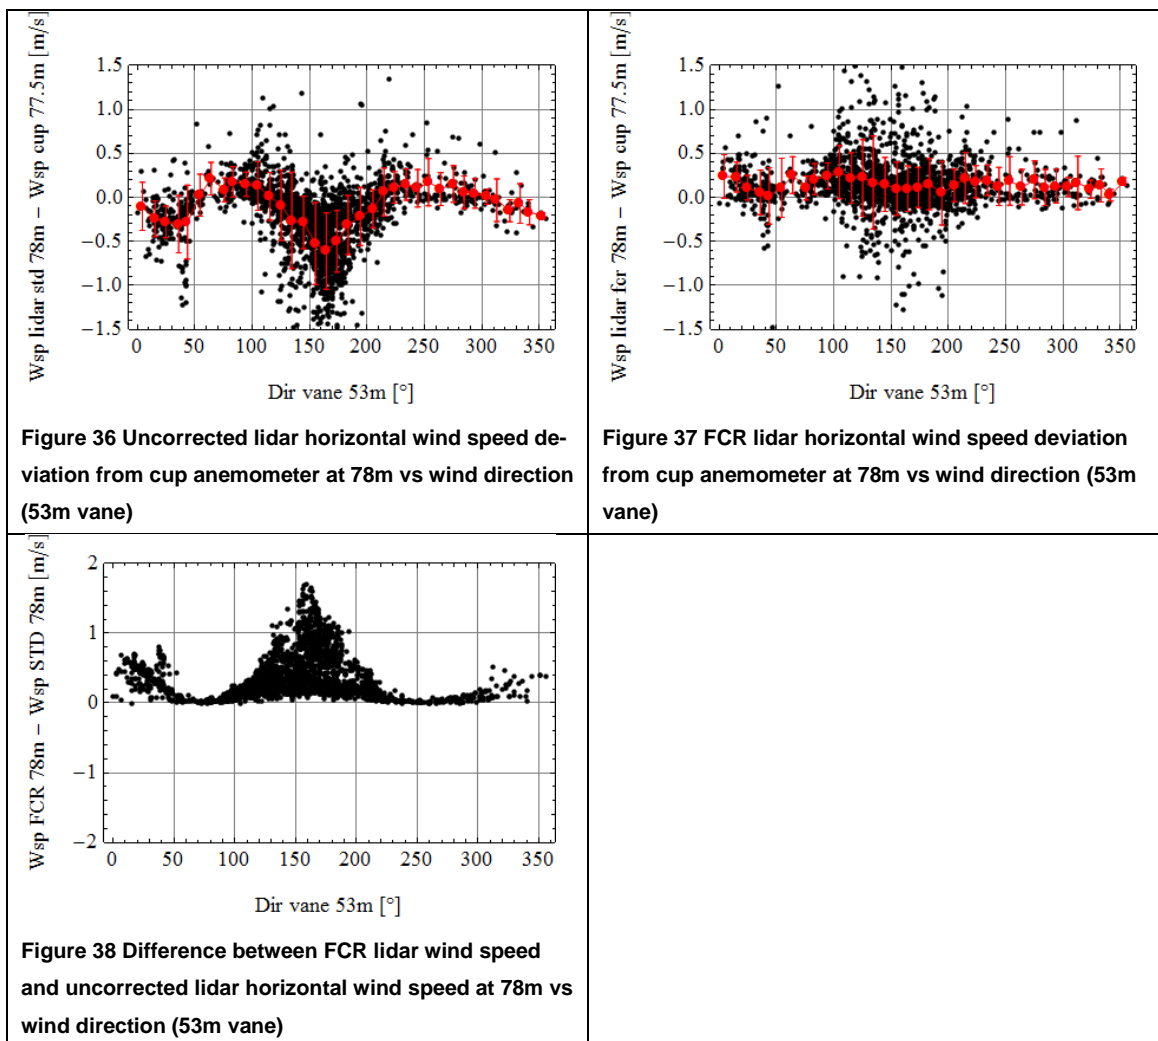 Wsp lidar std 78m − Wsp cup 77.5m [m/s]
1.5
1.0
0.5
0.0
−0.5
−1.0
−1.5
0 50 100 150 200 250 300 350
Dir vane 53m [°]
Figure 36 Uncorrected lidar horizontal wind speed de-
viation from cup anemometer at 78m vs wind direction
(53m vane)
Wsp lidar fcr 78m − Wsp cup 77.5m [m/s]
1.5
1.0
0.5
0.0
−0.5
−1.0
−1.5
0 50 100 150 200 250 300 350
Dir vane 53m [°]
Figure 37 FCR lidar horizontal wind speed deviation
from cup anemometer at 78m vs wind direction (53m
vane)
Wsp FCR 78m − Wsp STD 78m [m/s]
2
1
0
−1
−2
0 50 100 150 200 250 300 350
Dir vane 53m [°]
Figure 38 Difference between FCR lidar wind speed
and uncorrected lidar horizontal wind speed at 78m vs
wind direction (53m vane)